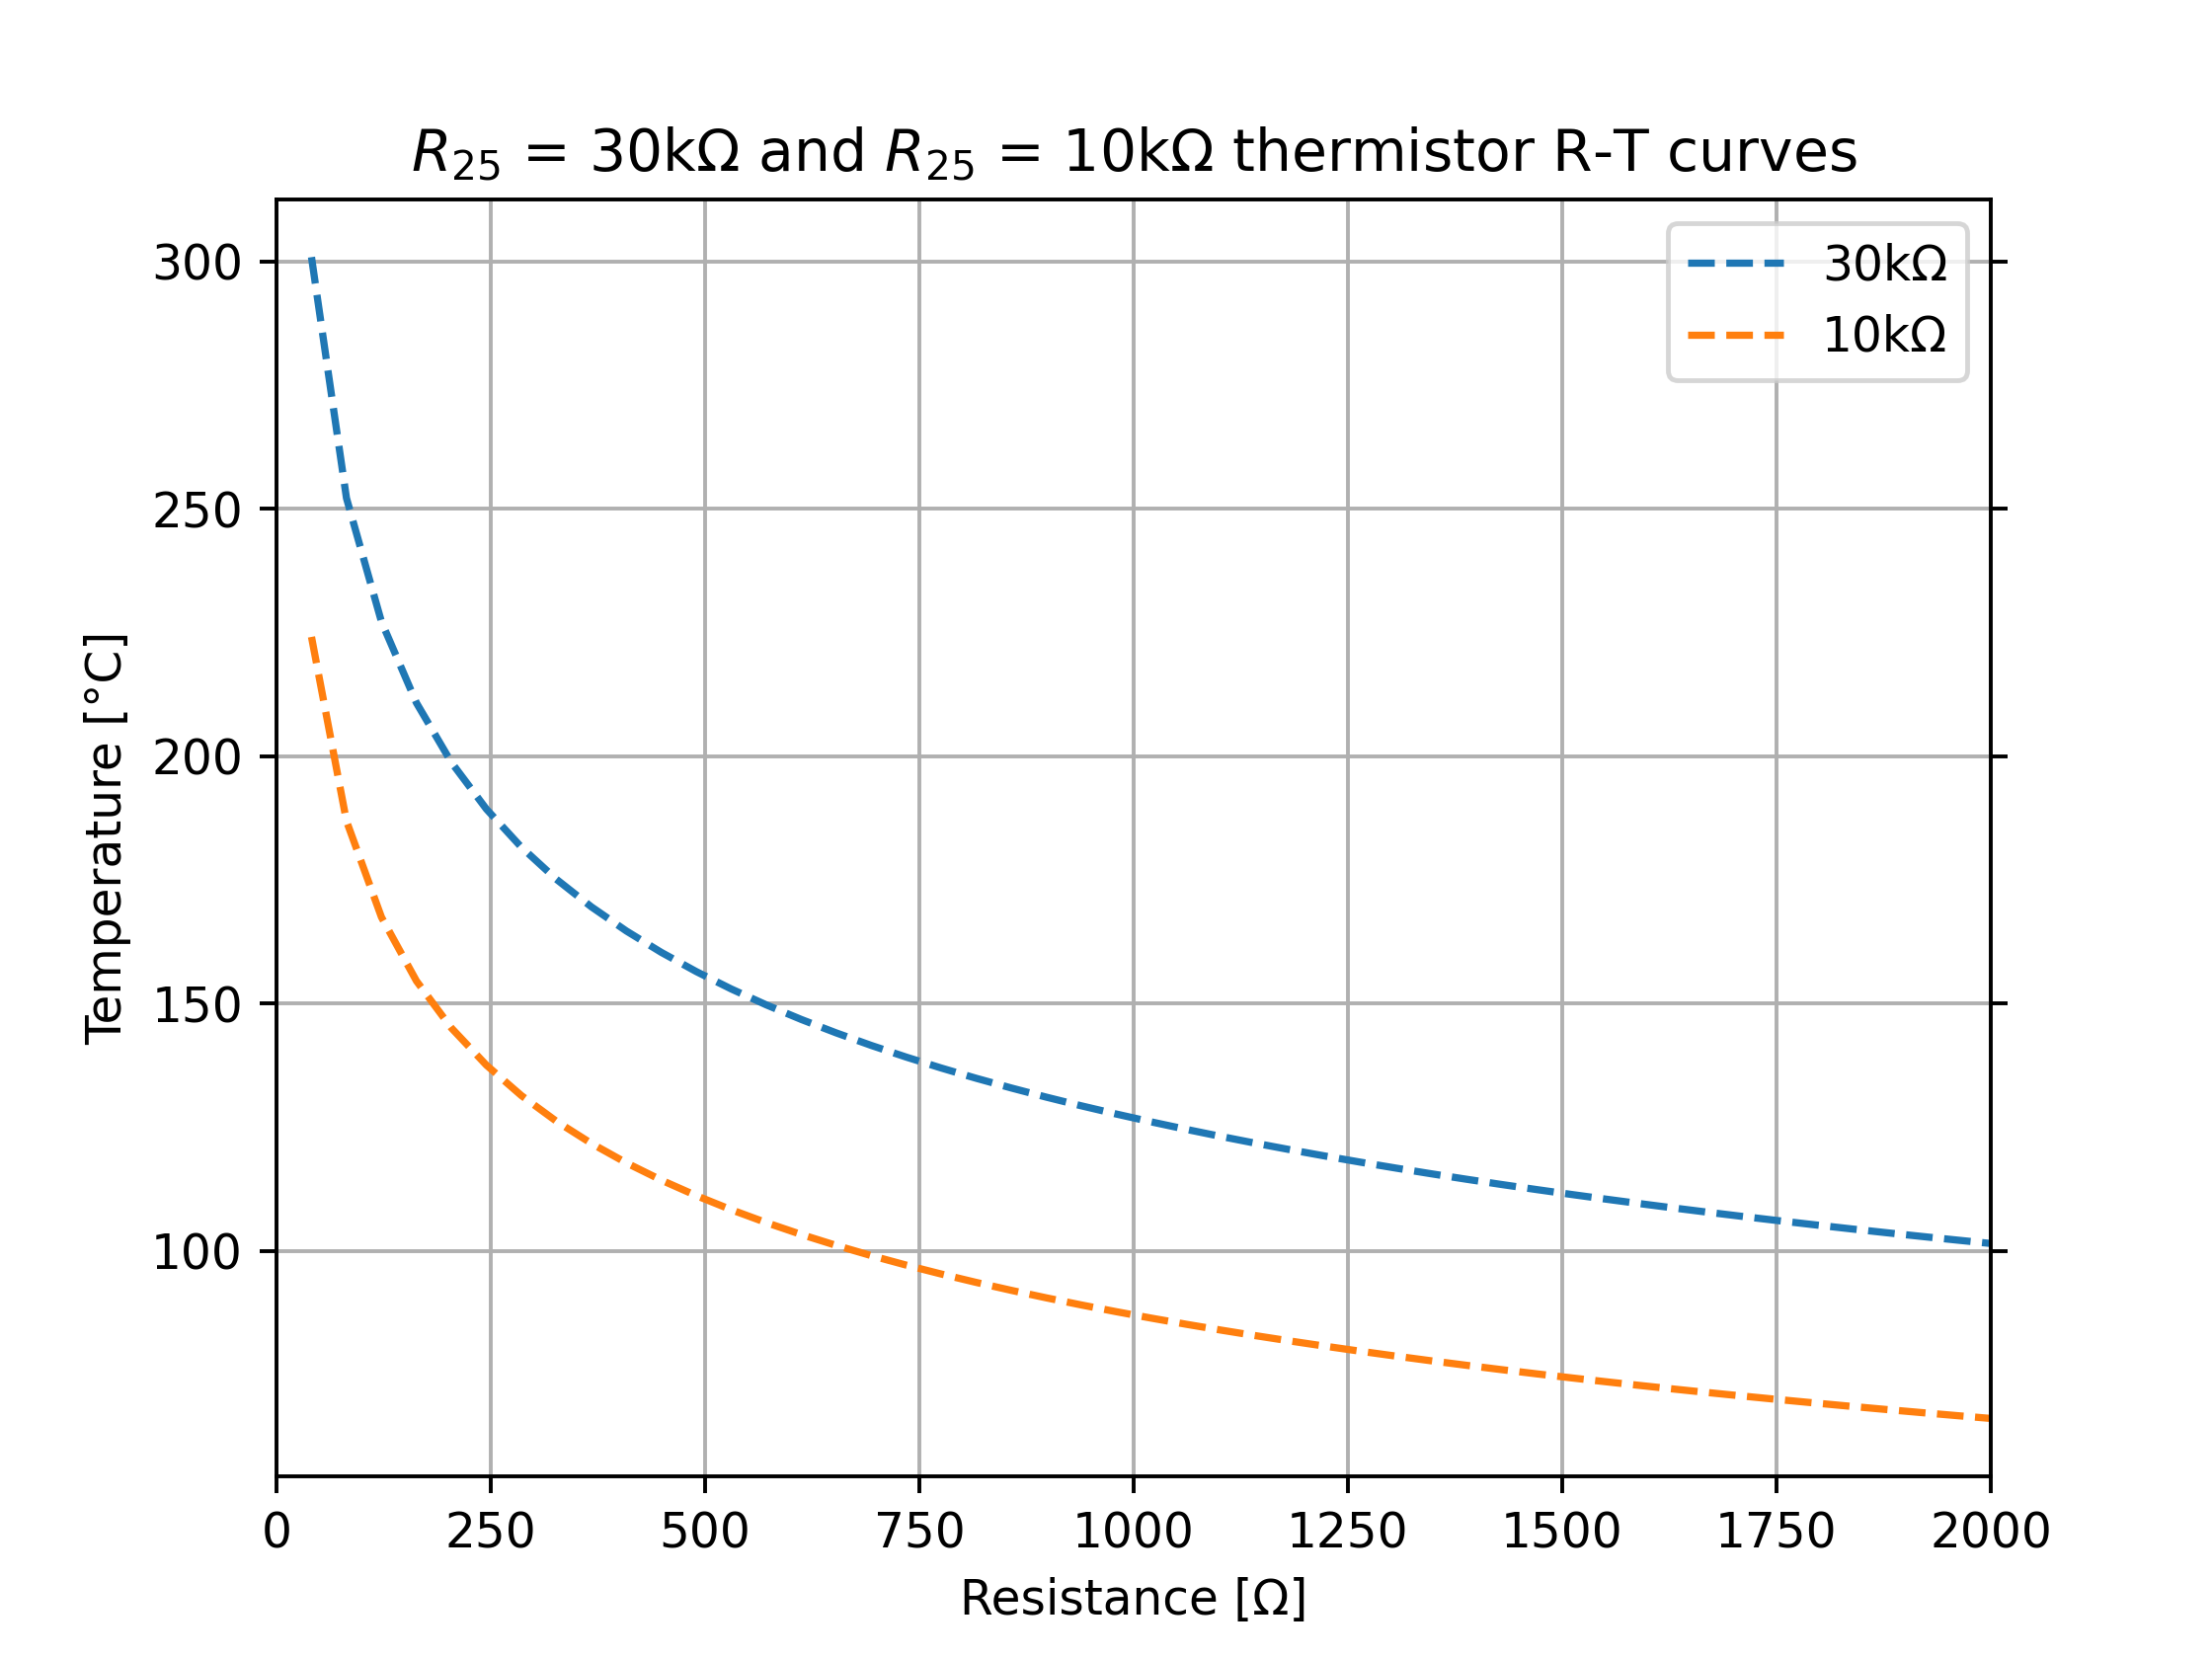 R₂₅ = 30kΩ and R₂₅ = 10kΩ thermistor R-T curves
30kΩ
10kΩ
Temperature [°C]
300
250
200
150
100
0 250 500 750 1000 1250 1500 1750 2000
Resistance [Ω]